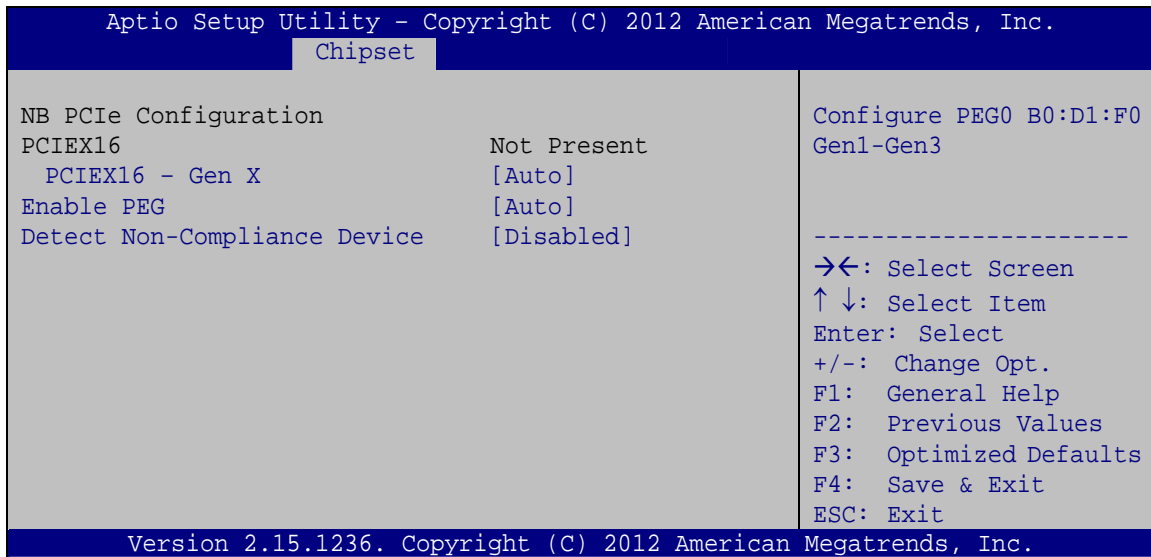 Aptio Setup Utility – Copyright (C) 2012 American Megatrends, Inc.
Chipset
NB PCIe Configuration
PCIEX16 Not Present
PCIEX16 – Gen X [Auto]
Enable PEG [Auto]
Detect Non-Compliance Device [Disabled]
Configure PEG0 B0:D1:F0
Gen1-Gen3
----------------------
→←: Select Screen
↑ ↓: Select Item
Enter: Select
+/-: Change Opt.
F1: General Help
F2: Previous Values
F3: Optimized Defaults
F4: Save & Exit
ESC: Exit
Version 2.15.1236. Copyright (C) 2012 American Megatrends, Inc.